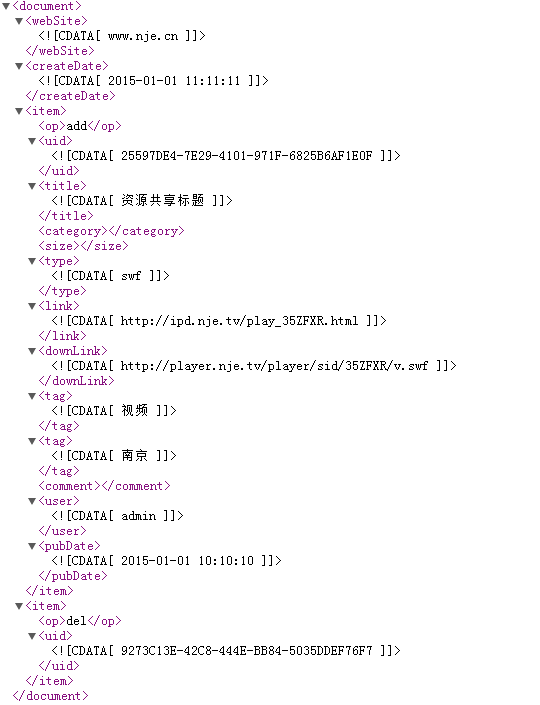 <document>
<webSite>
<![CDATA[ www.nje.cn ]]>
</webSite>
<createDate>
<![CDATA[ 2015-01-01 11:11:11 ]]>
</createDate>
<item>
<op>add</op>
<uid>
<![CDATA[ 25597DE4-7E29-4101-971F-6825B6AF1E0F ]]>
</uid>
<title>
<![CDATA[ 资源共享标题 ]]>
</title>
<category></category>
<size></size>
<type>
<![CDATA[ swf ]]>
</type>
<link>
<![CDATA[ http://ipd.nje.tv/play_35ZFXR.html ]]>
</link>
<downLink>
<![CDATA[ http://player.nje.tv/player/sid/35ZFXR/v.swf ]]>
</downLink>
<tag>
<![CDATA[ 视频 ]]>
</tag>
<tag>
<![CDATA[ 南京 ]]>
</tag>
<comment></comment>
<user>
<![CDATA[ admin ]]>
</user>
<pubDate>
<![CDATA[ 2015-01-01 10:10:10 ]]>
</pubDate>
</item>
<item>
<op>del</op>
<uid>
<![CDATA[ 9273C13E-42C8-444E-BB84-5035DDEF76F7 ]]>
</uid>
</item>
</document>